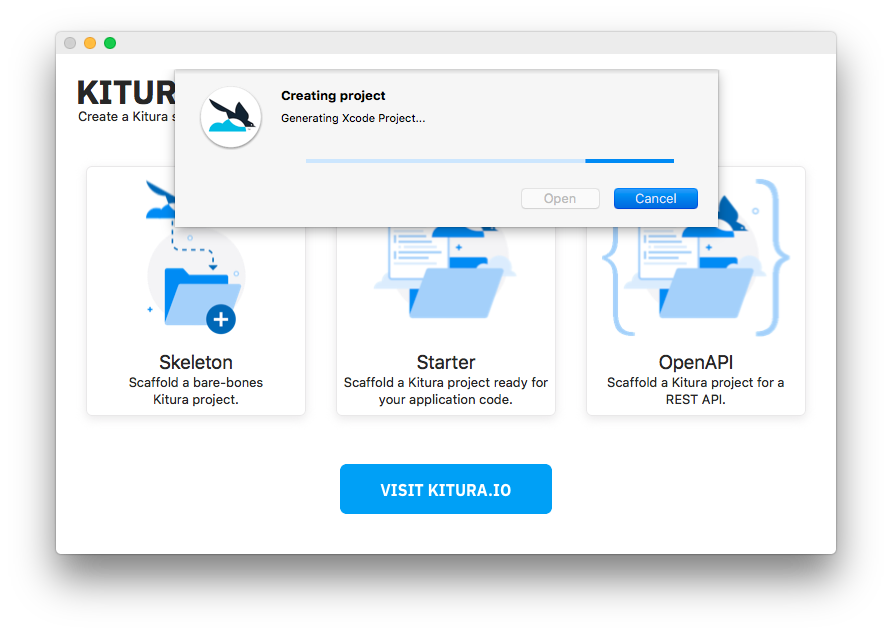 KITUR
Create a Kitura
Creating project
Generating Xcode Project...
Open
Cancel
Skeleton
Scaffold a bare-bones
Kitura project.
Starter
Scaffold a Kitura project ready for
your application code.
OpenAPI
Scaffold a Kitura project for a
REST API.
VISIT KITURA.IO